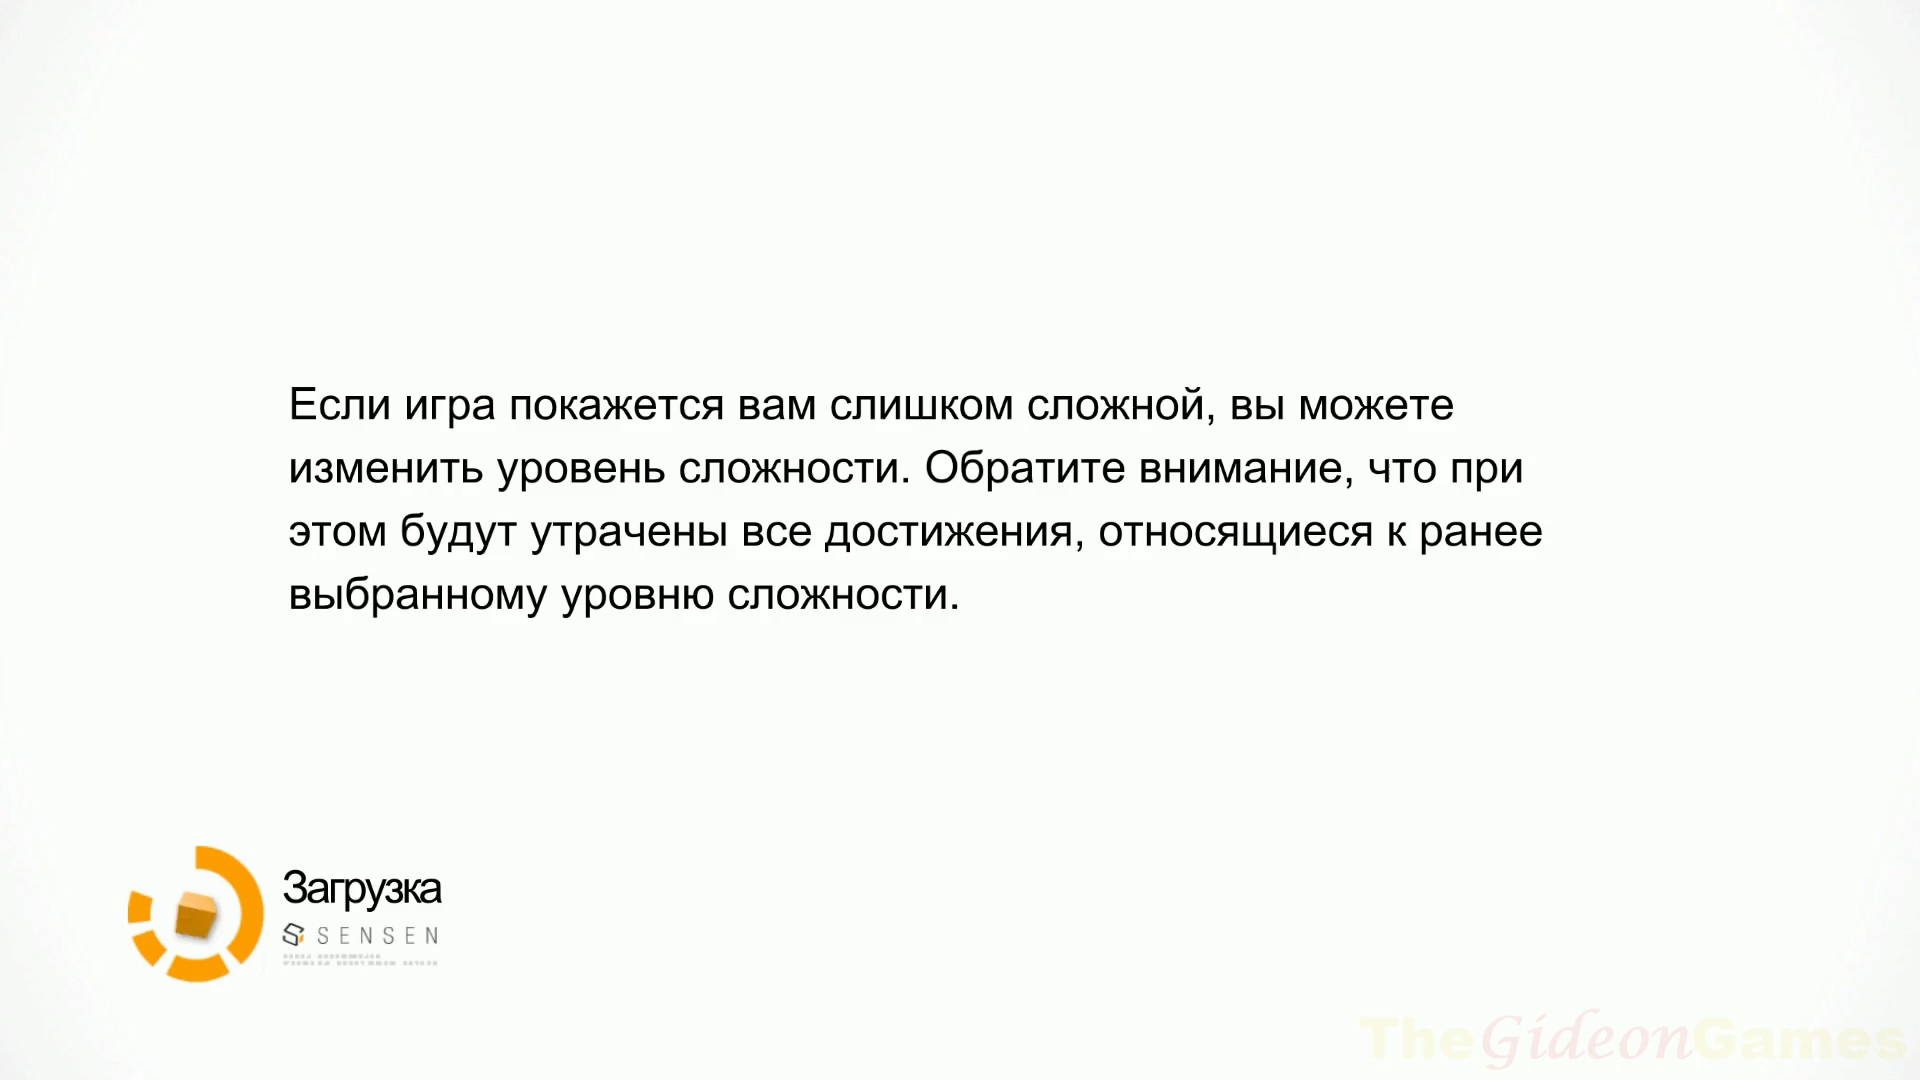 Если игра покажется вам слишком сложной, вы можете
изменить уровень сложности. Обратите внимание, что при
этом будут утрачены все достижения, относящиеся к ранее
выбранному уровню сложности.
Загрузка
SENSEN
TheGideonGames